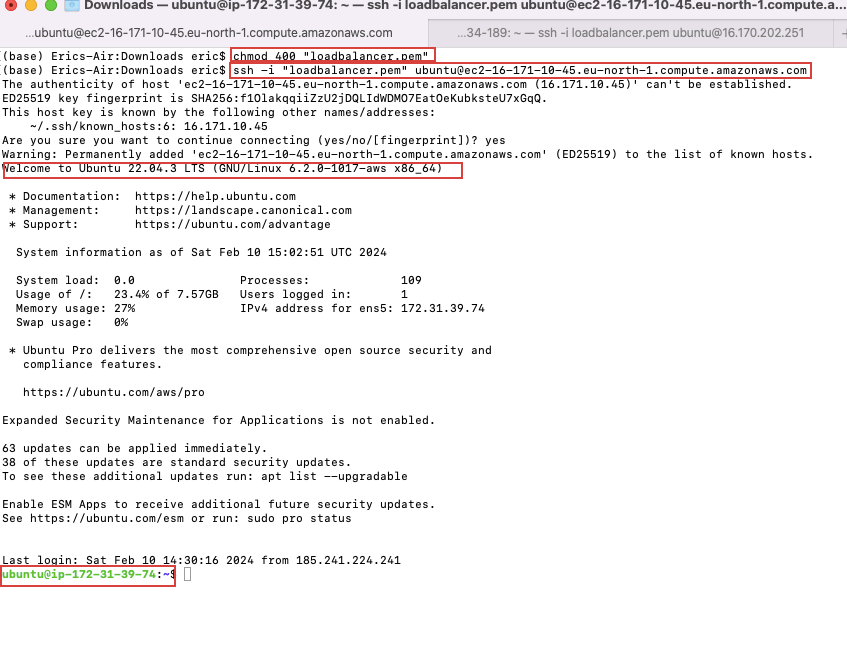 Downloads — ubuntu@ip-172-31-39-74: ~ — ssh -i loadbalancer.pem ubuntu@ec2-16-171-10-45.eu-north-1.compute.a...
...ubuntu@ec2-16-171-10-45.eu-north-1.compute.amazonaws.com
...34-189: ~ — ssh -i loadbalancer.pem ubuntu@16.170.202.251
[(base) Erics-Air:Downloads eric$ chmod 400 "loadbalancer.pem"
[(base) Erics-Air:Downloads eric$ ssh -i "loadbalancer.pem" ubuntu@ec2-16-171-10-45.eu-north-1.compute.amazonaws.com
The authenticity of host 'ec2-16-171-10-45.eu-north-1.compute.amazonaws.com (16.171.10.45)' can't be established.
ED25519 key fingerprint is SHA256:f1OlakqqiiZzU2jDQLIdWDMO7EatOeKubksteU7xGqQ.
This host key is known by the following other names/addresses:
    ~/.ssh/known_hosts:6: 16.171.10.45
Are you sure you want to continue connecting (yes/no/[fingerprint])? yes
Warning: Permanently added 'ec2-16-171-10-45.eu-north-1.compute.amazonaws.com' (ED25519) to the list of known hosts.
Welcome to Ubuntu 22.04.3 LTS (GNU/Linux 6.2.0-1017-aws x86_64)
 * Documentation:  https://help.ubuntu.com
 * Management:     https://landscape.canonical.com
 * Support:        https://ubuntu.com/advantage
  System information as of Sat Feb 10 15:02:51 UTC 2024
  System load:  0.0               Processes:             109
  Usage of /:   23.4% of 7.57GB   Users logged in:       1
  Memory usage: 27%               IPv4 address for ens5: 172.31.39.74
  Swap usage:   0%
 * Ubuntu Pro delivers the most comprehensive open source security and
   compliance features.
   https://ubuntu.com/aws/pro
Expanded Security Maintenance for Applications is not enabled.
63 updates can be applied immediately.
38 of these updates are standard security updates.
To see these additional updates run: apt list --upgradable
Enable ESM Apps to receive additional future security updates.
See https://ubuntu.com/esm or run: sudo pro status
Last login: Sat Feb 10 14:30:16 2024 from 185.241.224.241
ubuntu@ip-172-31-39-74:~$